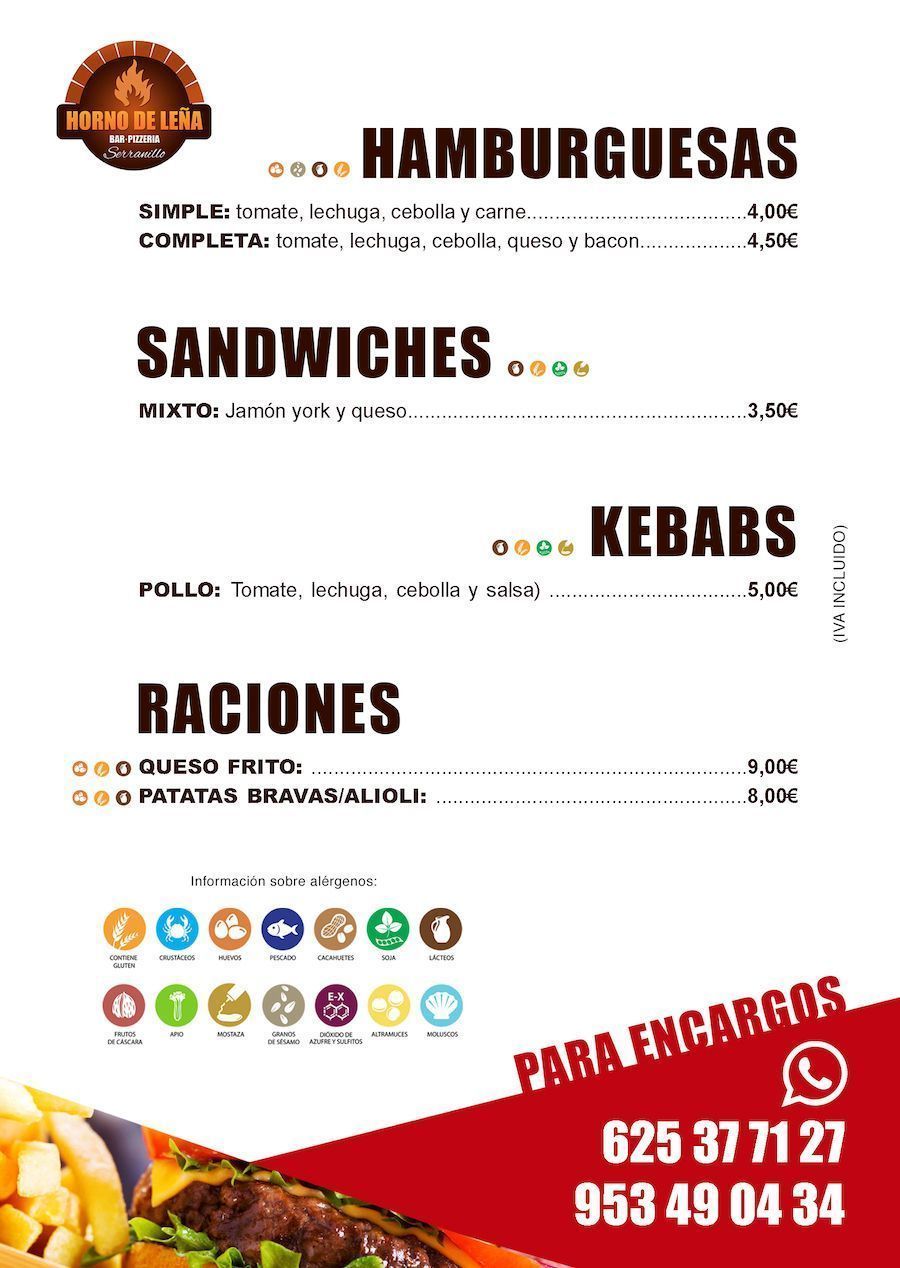 HORNO DE LEÑA
BAR·PIZZERIA
Serranillo
HAMBURGUESAS
SIMPLE: tomate, lechuga, cebolla y carne.......................................4,00€
COMPLETA: tomate, lechuga, cebolla, queso y bacon...................4,50€
SANDWICHES
MIXTO: Jamón york y queso............................................................3,50€
KEBABS
POLLO: Tomate, lechuga, cebolla y salsa) ...................................5,00€
(IVA INCLUIDO)
RACIONES
QUESO FRITO: .............................................................................9,00€
PATATAS BRAVAS/ALIOLI: .......................................................8,00€
Información sobre alérgenos:
CONTIENE GLUTEN CRUSTÁCEOS HUEVOS PESCADO CACAHUETES SOJA LÁCTEOS
E-X
FRUTOS DE CÁSCARA APIO MOSTAZA GRANOS DE SÉSAMO DIÓXIDO DE AZUFRE Y SULFITOS ALTRAMUCES MOLUSCOS
PARA ENCARGOS
625 37 71 27
953 49 04 34